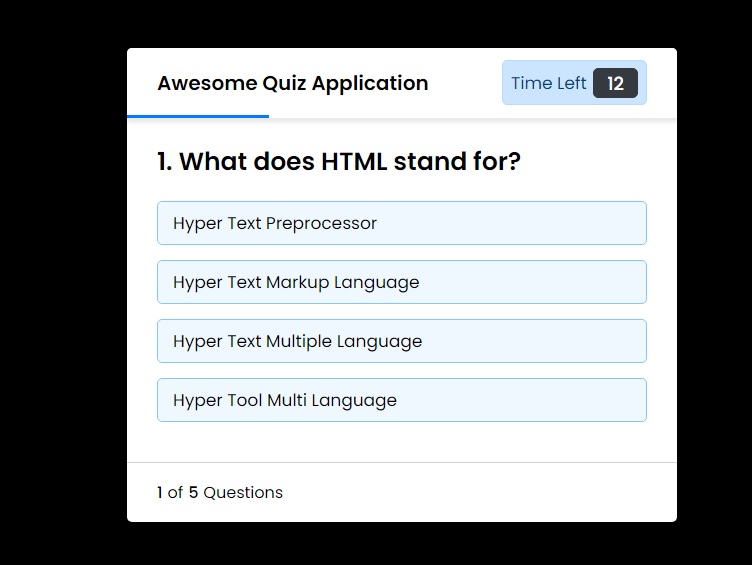 Awesome Quiz Application
Time Left 12
1. What does HTML stand for?
Hyper Text Preprocessor
Hyper Text Markup Language
Hyper Text Multiple Language
Hyper Tool Multi Language
1 of 5 Questions